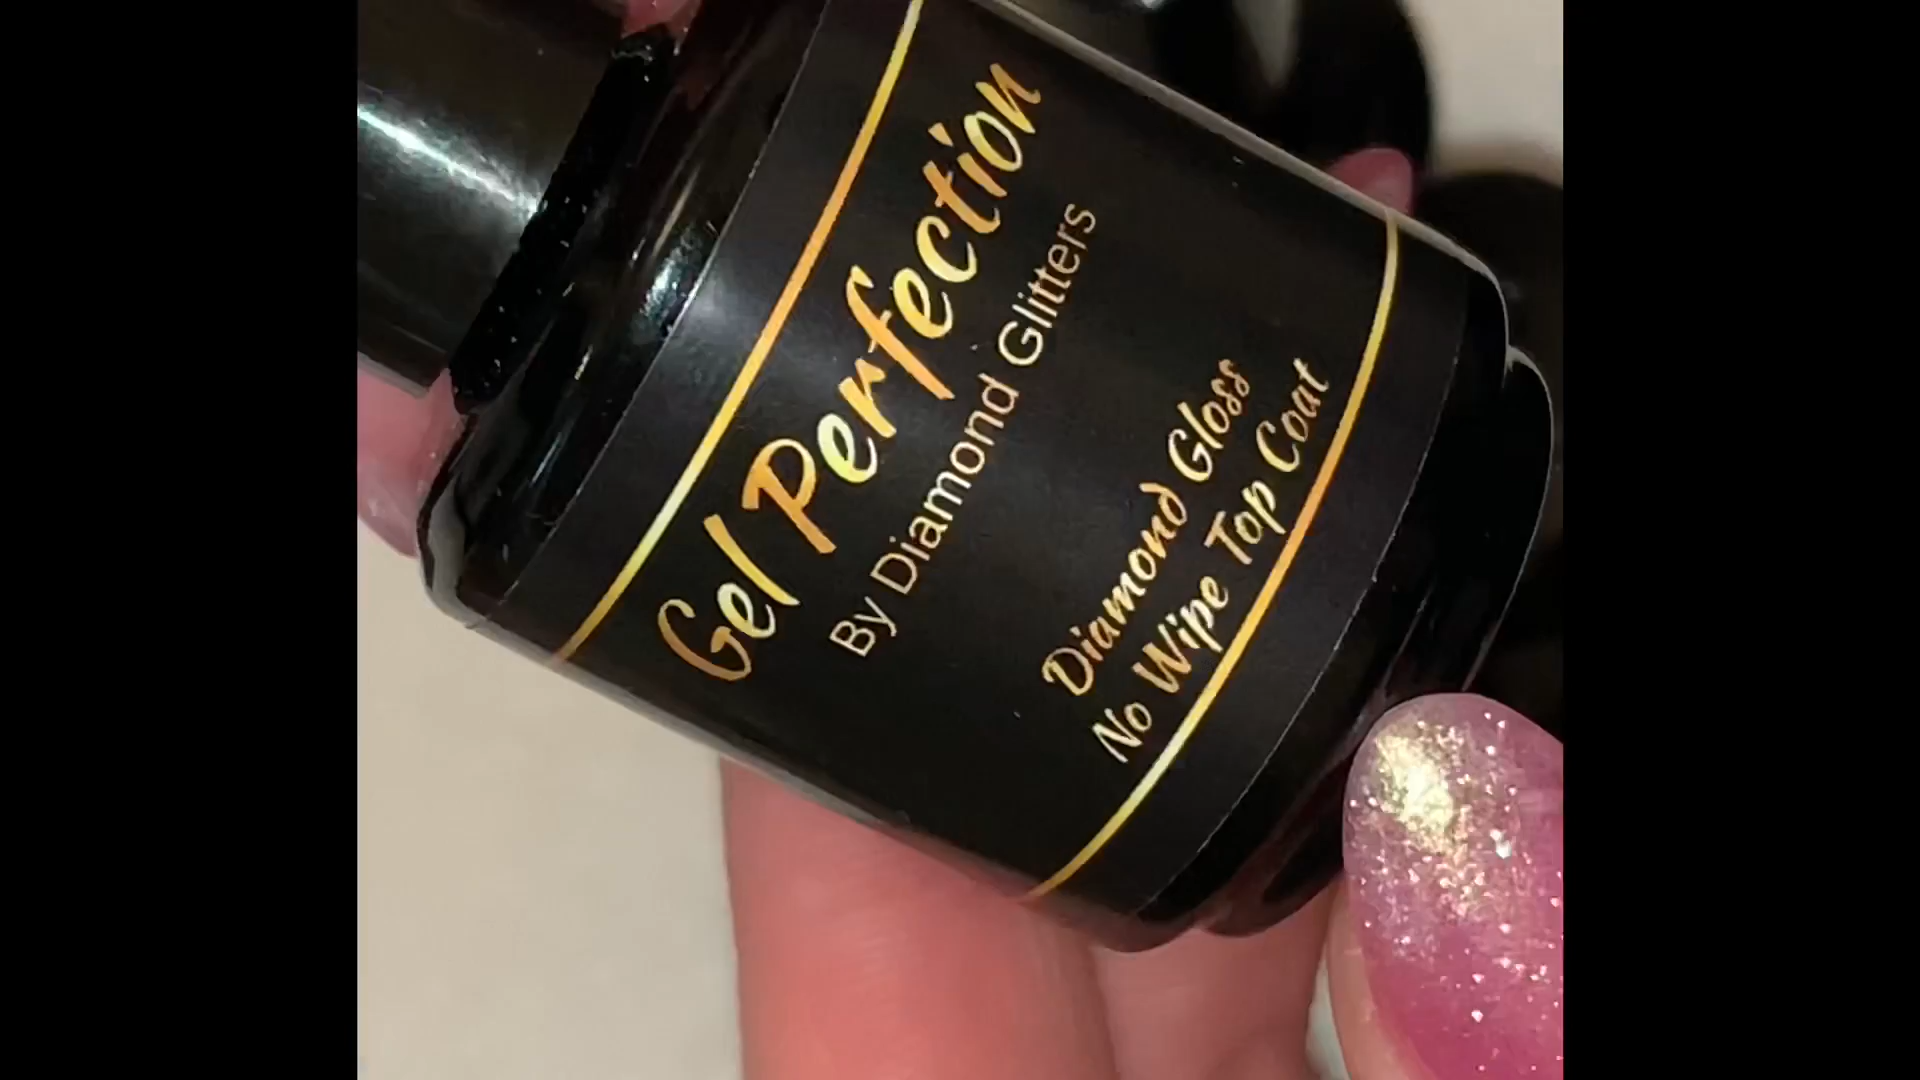 Gel Perfection
By Diamond Glitters
Diamond Gloss
No Wipe Top Coat